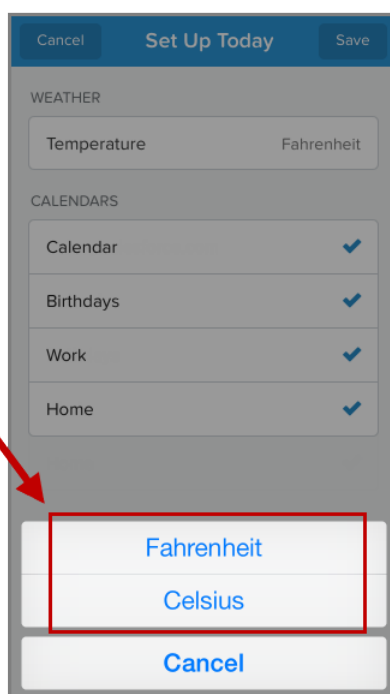 Cancel Set Up Today Save
WEATHER
Temperature Fahrenheit
CALENDARS
Calendar
Birthdays
Work
Home
Fahrenheit
Celsius
Cancel